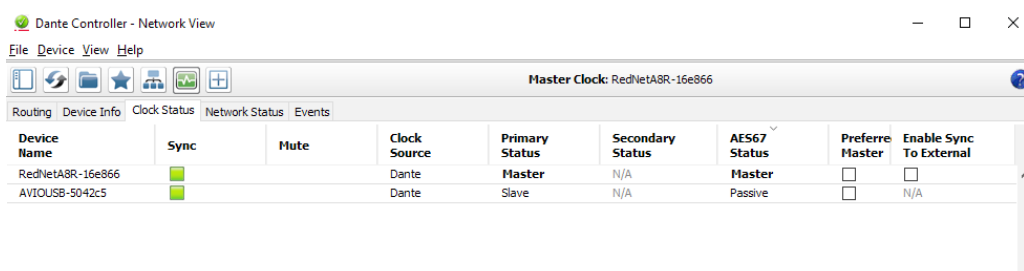 Dante Controller - Network View
File Device View Help
Master Clock: RedNetA8R-16e866
?
Routing Device Info Clock Status Network Status Events
Device Name Sync Mute Clock Source Primary Status Secondary Status AES67 Status Preferre Master Enable Sync To External
RedNetA8R-16e866 Dante Master N/A Master
AVIOUSB-5042c5 Dante Slave N/A Passive N/A